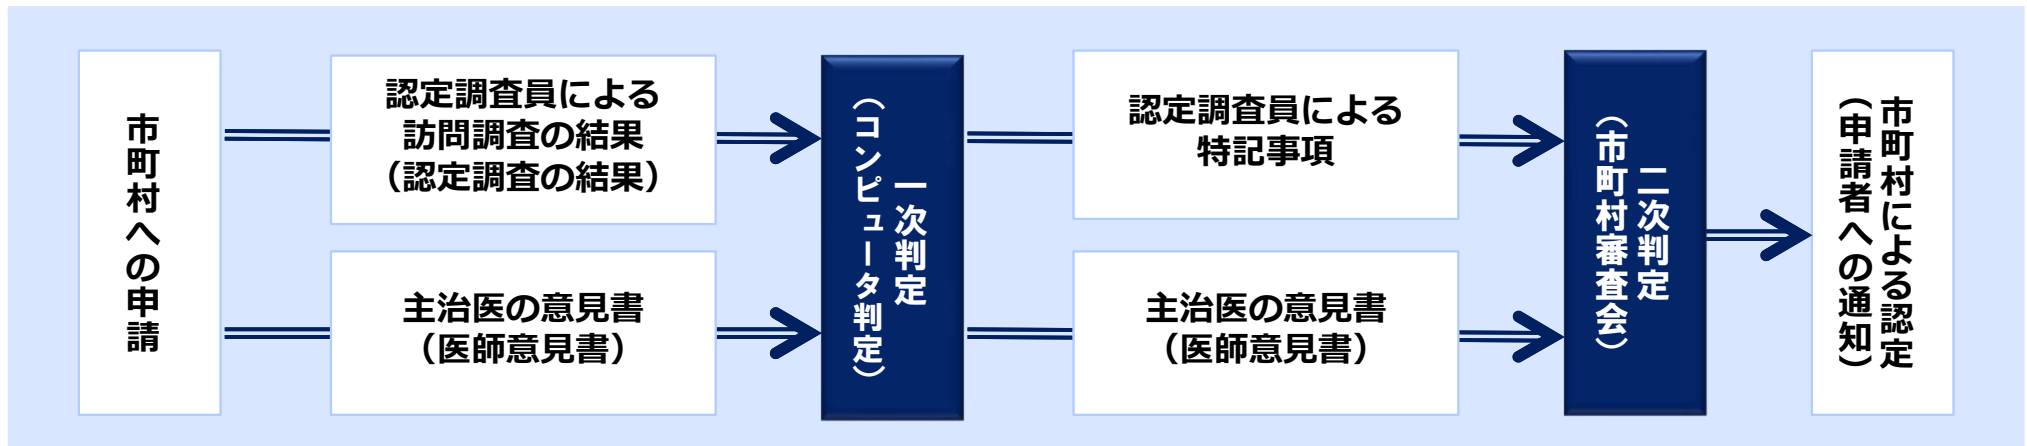 市町村への申請
認定調査員による
訪問調査の結果
（認定調査の結果）
主治医の意見書
（医師意見書）
一次判定
（コンピュータ判定）
認定調査員による
特記事項
主治医の意見書
（医師意見書）
二次判定
（市町村審査会）
市町村による認定
（申請者への通知）